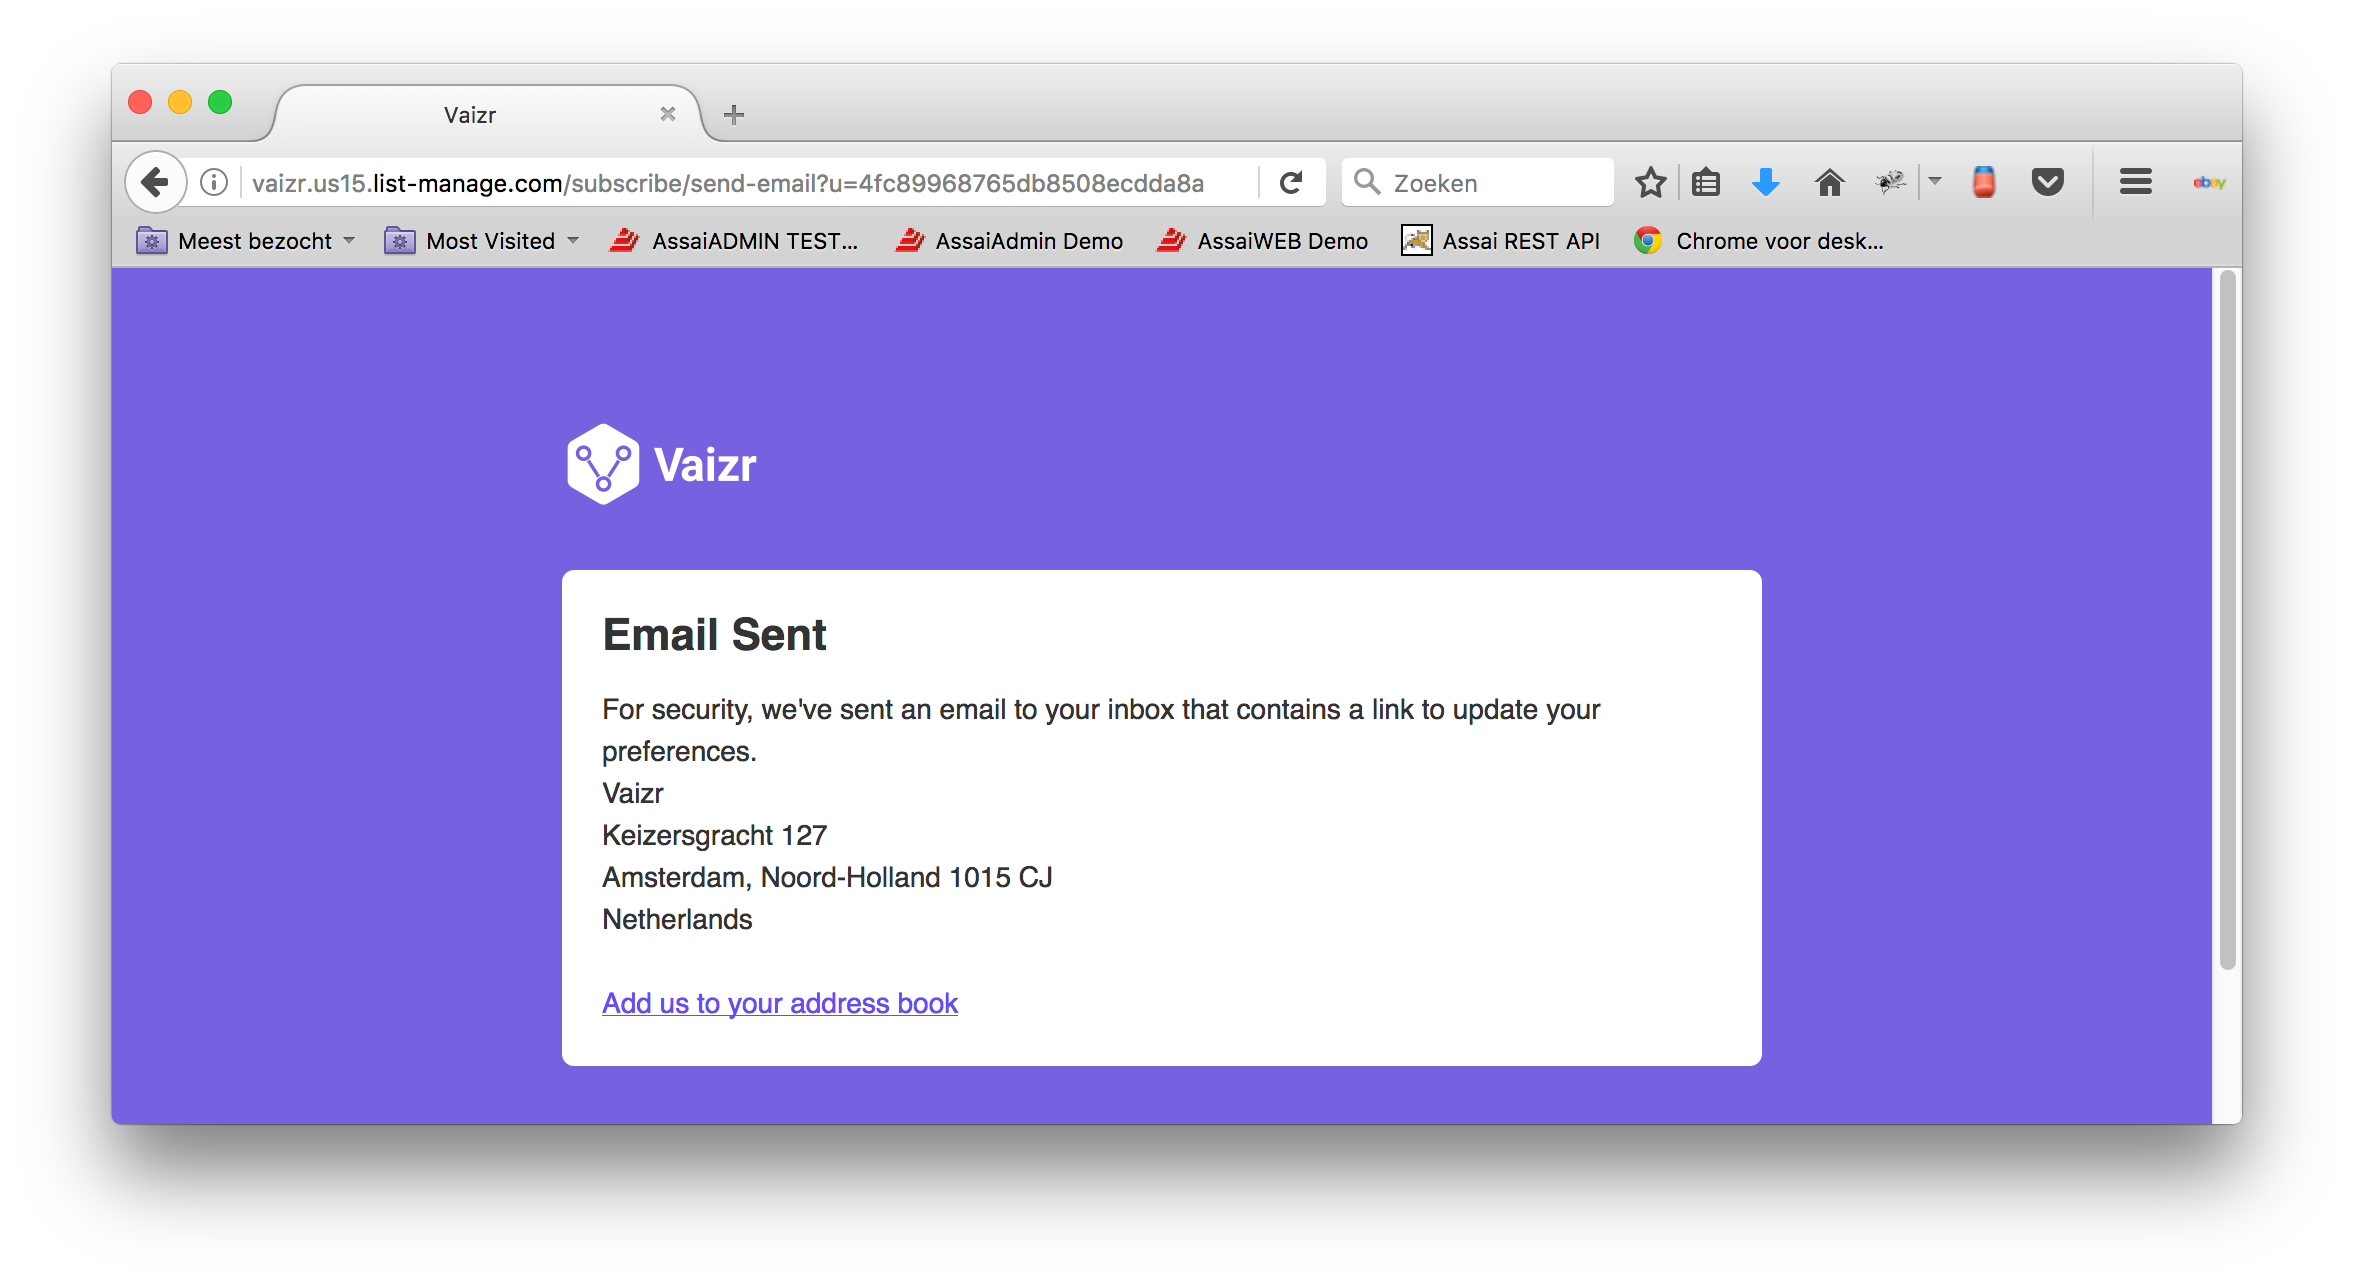 Vaizr
vaizr.us15.list-manage.com/subscribe/send-email?u=4fc89968765db8508ecdda8a
Zoeken
ebay
Meest bezocht
Most Visited
AssaiADMIN TEST...
AssaiAdmin Demo
AssaiWEB Demo
Assai REST API
Chrome voor desk...
Vaizr
Email Sent
For security, we've sent an email to your inbox that contains a link to update your
preferences.
Vaizr
Keizersgracht 127
Amsterdam, Noord-Holland 1015 CJ
Netherlands
Add us to your address book